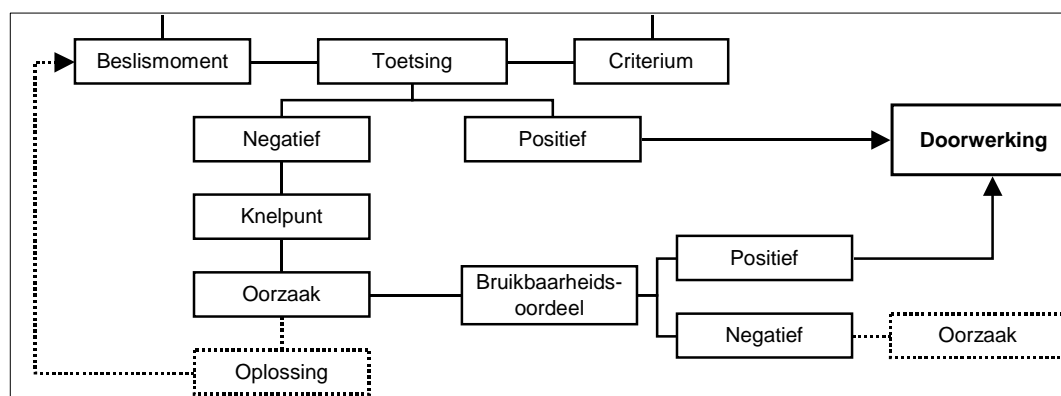 Beslismoment
Toetsing
Criterium
Negatief
Positief
Doorwerking
Knelpunt
Positief
Oorzaak
Bruikbaarheids-
oordeel
Negatief
Oorzaak
Oplossing